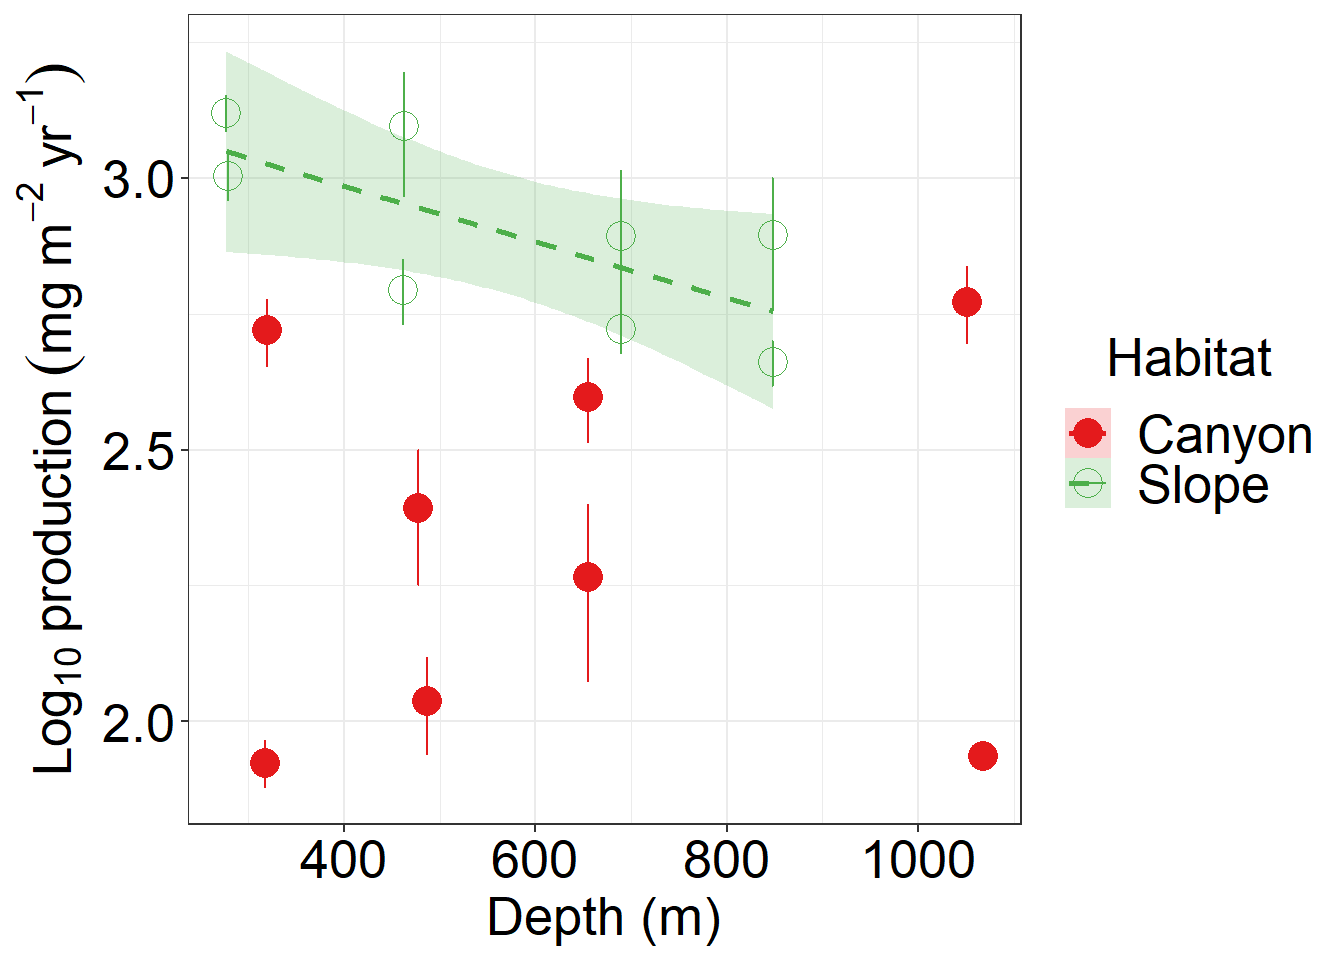 Log₁₀ production (mg m⁻² yr⁻¹)
3.0
2.5
2.0
400 600 800 1000
Depth (m)
Habitat
Canyon
Slope